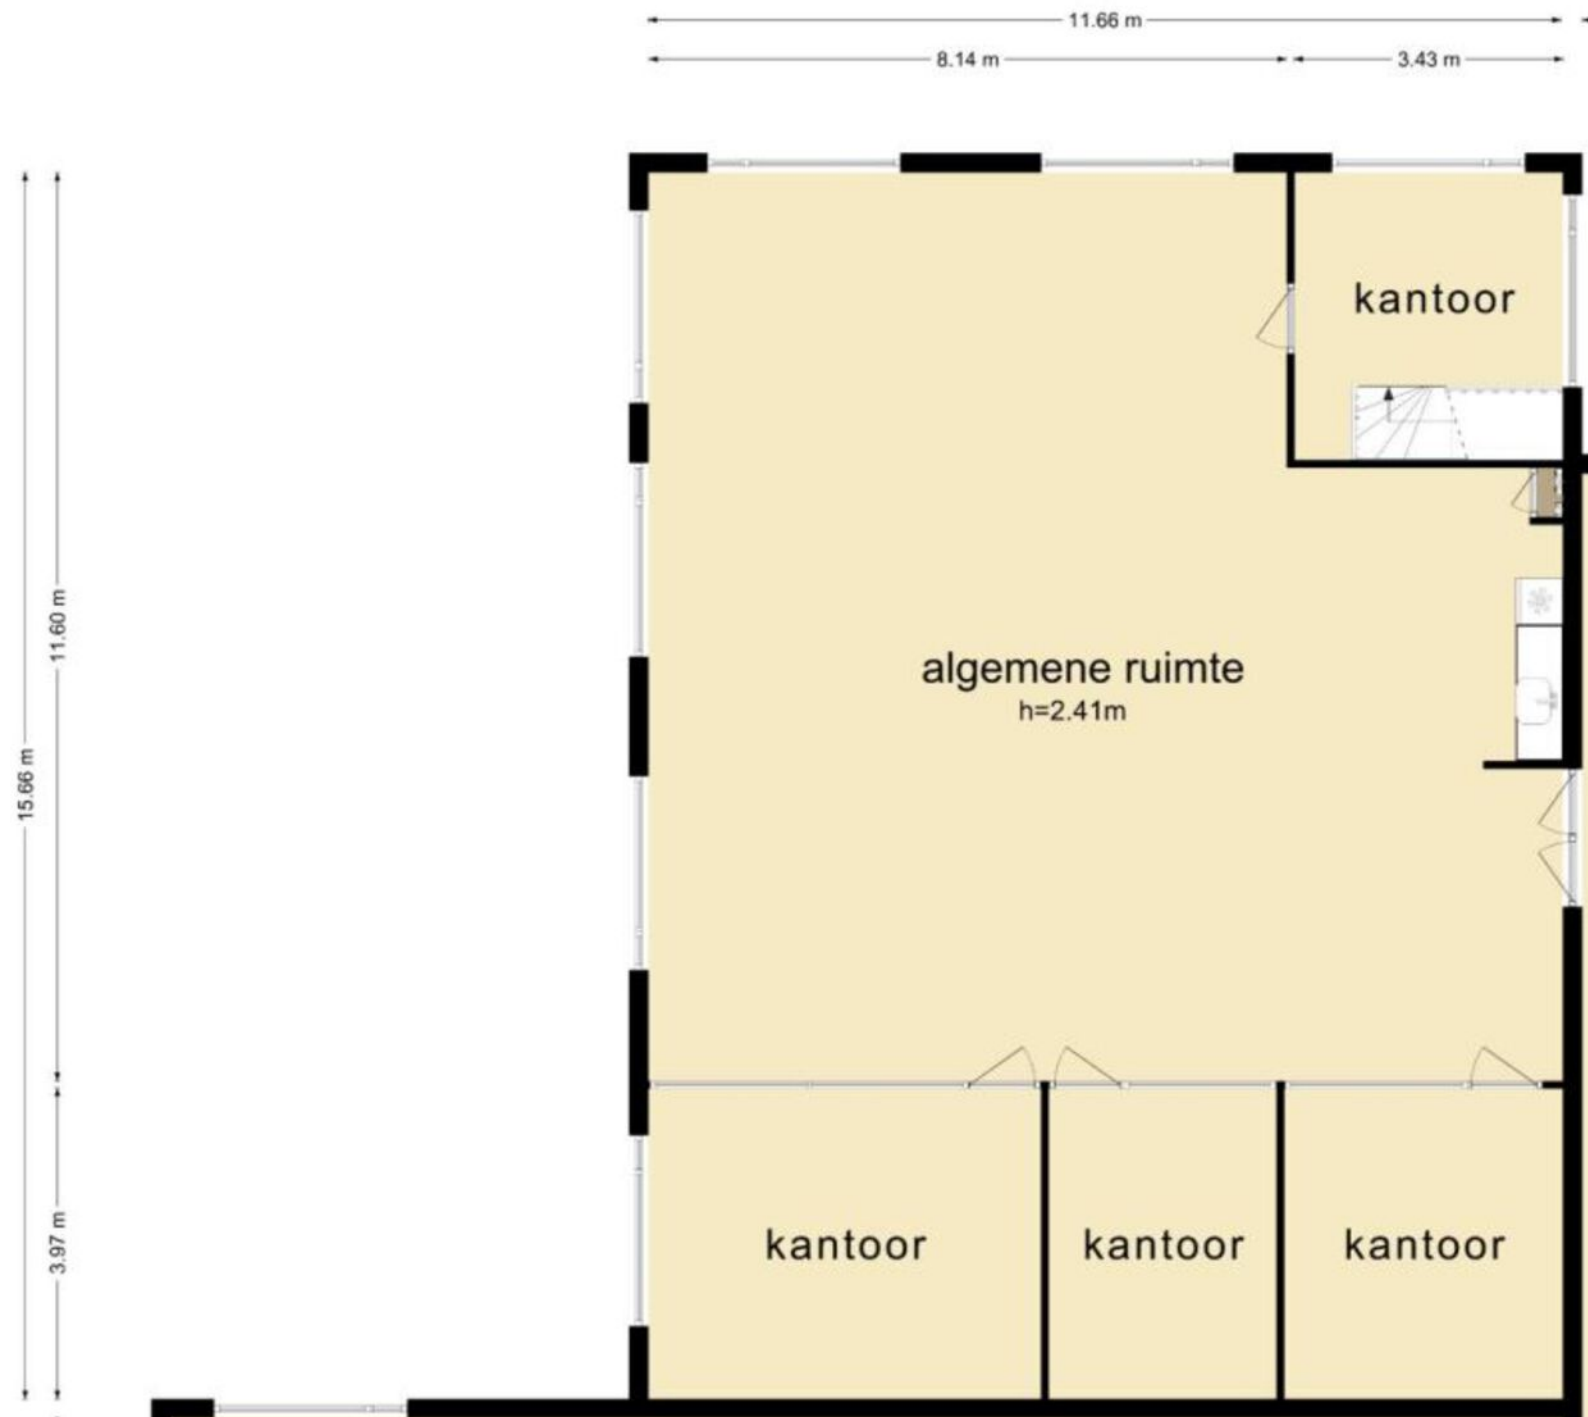 11.66 m
8.14 m
3.43 m
kantoor
11.60 m
algemene ruimte
h=2.41m
15.66 m
3.97 m
kantoor
kantoor
kantoor